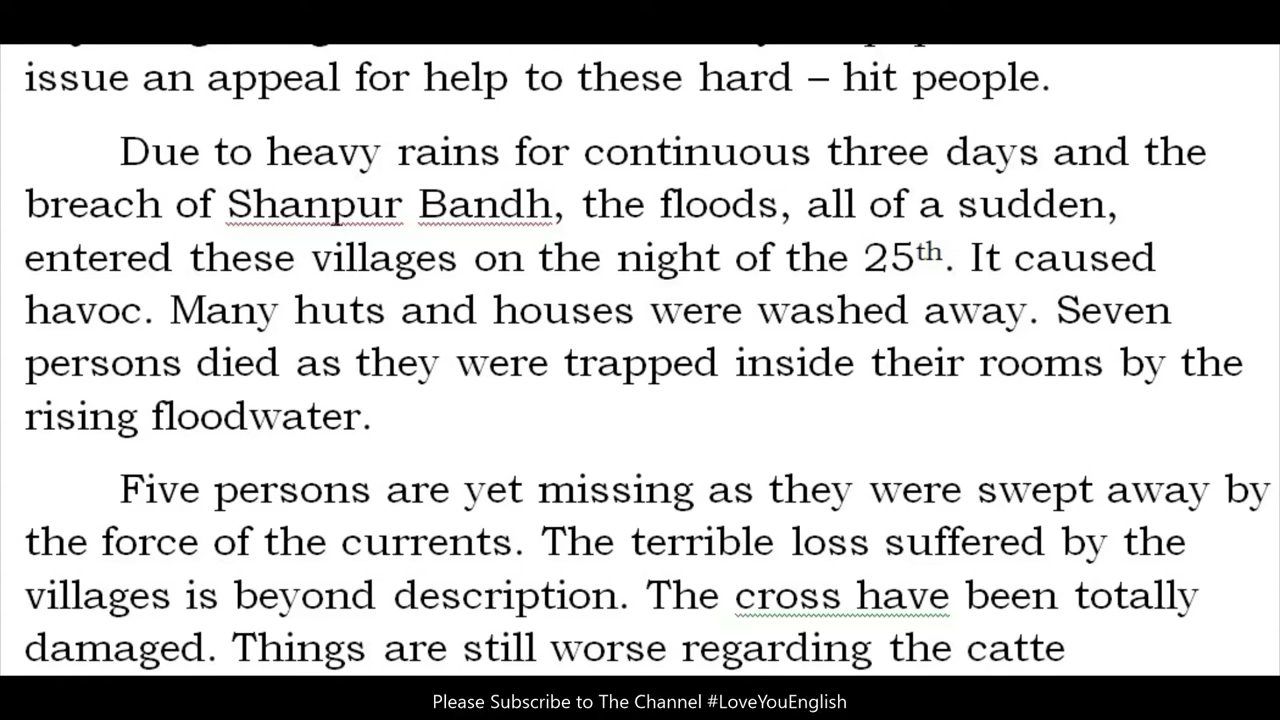 issue an appeal for help to these hard – hit people.
Due to heavy rains for continuous three days and the
breach of Shanpur Bandh, the floods, all of a sudden,
entered these villages on the night of the 25th. It caused
havoc. Many huts and houses were washed away. Seven
persons died as they were trapped inside their rooms by the
rising floodwater.
Five persons are yet missing as they were swept away by
the force of the currents. The terrible loss suffered by the
villages is beyond description. The cross have been totally
damaged. Things are still worse regarding the catte
Please Subscribe to The Channel #LoveYouEnglish